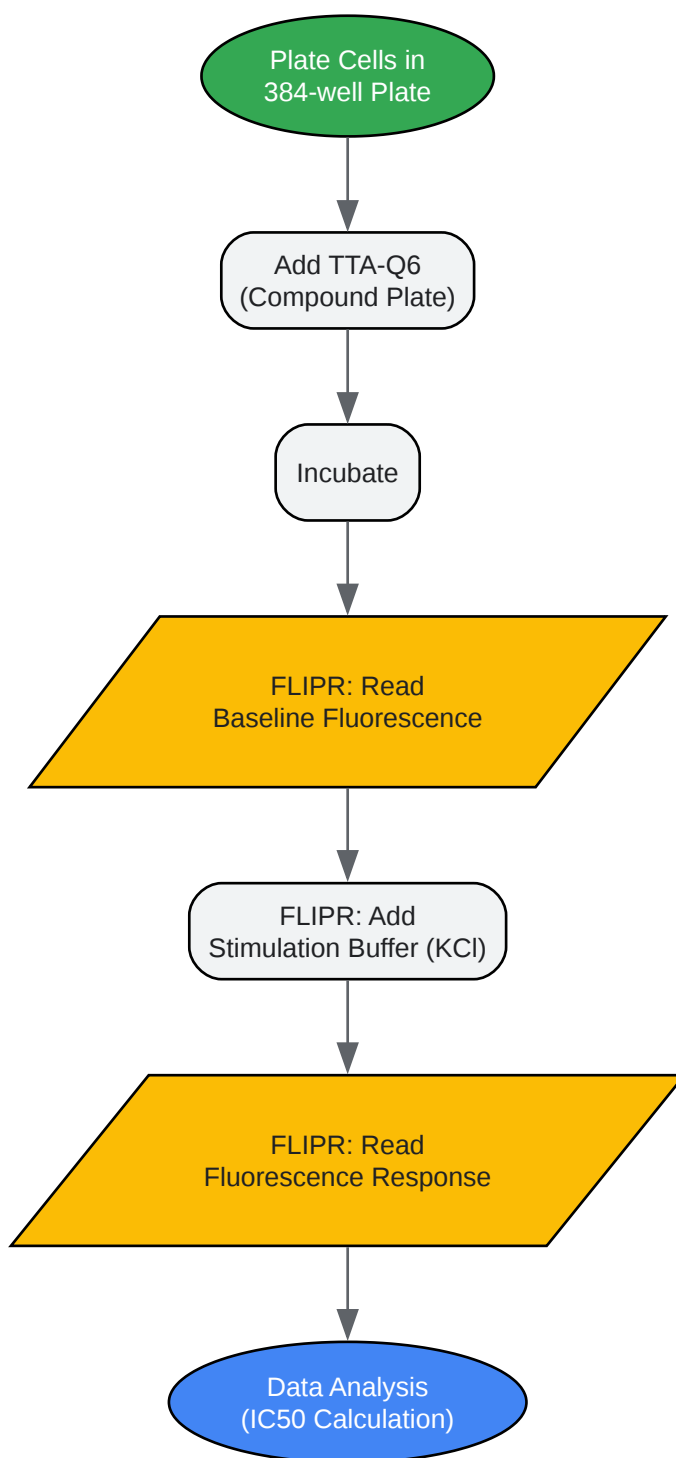 Plate Cells in
384-well Plate
Add TTA-Q6
(Compound Plate)
Incubate
FLIPR: Read
Baseline Fluorescence
FLIPR: Add
Stimulation Buffer (KCl)
FLIPR: Read
Fluorescence Response
Data Analysis
(IC50 Calculation)